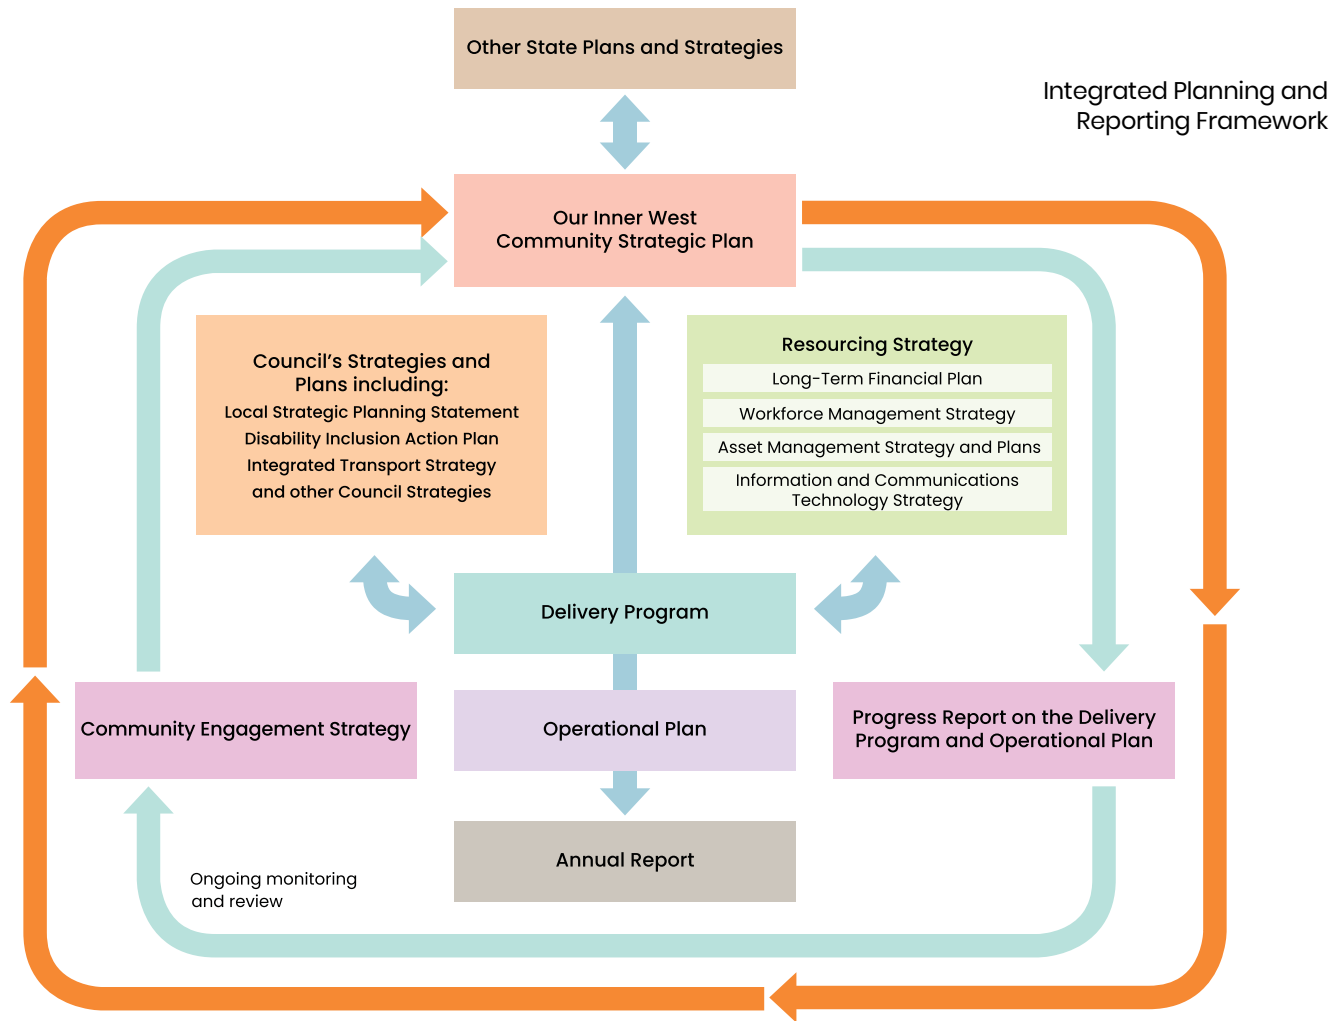 Other State Plans and Strategies
Integrated Planning and
Reporting Framework
Our Inner West
Community Strategic Plan
Council’s Strategies and
Plans including:
Local Strategic Planning Statement
Disability Inclusion Action Plan
Integrated Transport Strategy
and other Council Strategies
Resourcing Strategy
Long-Term Financial Plan
Workforce Management Strategy
Asset Management Strategy and Plans
Information and Communications
Technology Strategy
Delivery Program
Community Engagement Strategy
Operational Plan
Progress Report on the Delivery
Program and Operational Plan
Annual Report
Ongoing monitoring
and review